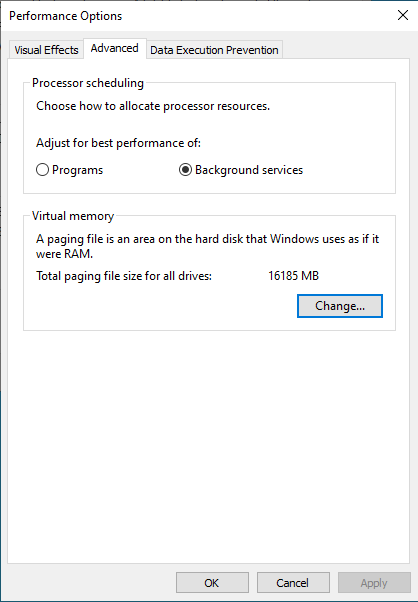 Performance Options
Visual Effects Advanced Data Execution Prevention
Processor scheduling
Choose how to allocate processor resources.
Adjust for best performance of:
Programs Background services
Virtual memory
A paging file is an area on the hard disk that Windows uses as if it
were RAM.
Total paging file size for all drives: 16185 MB
Change...
OK Cancel Apply